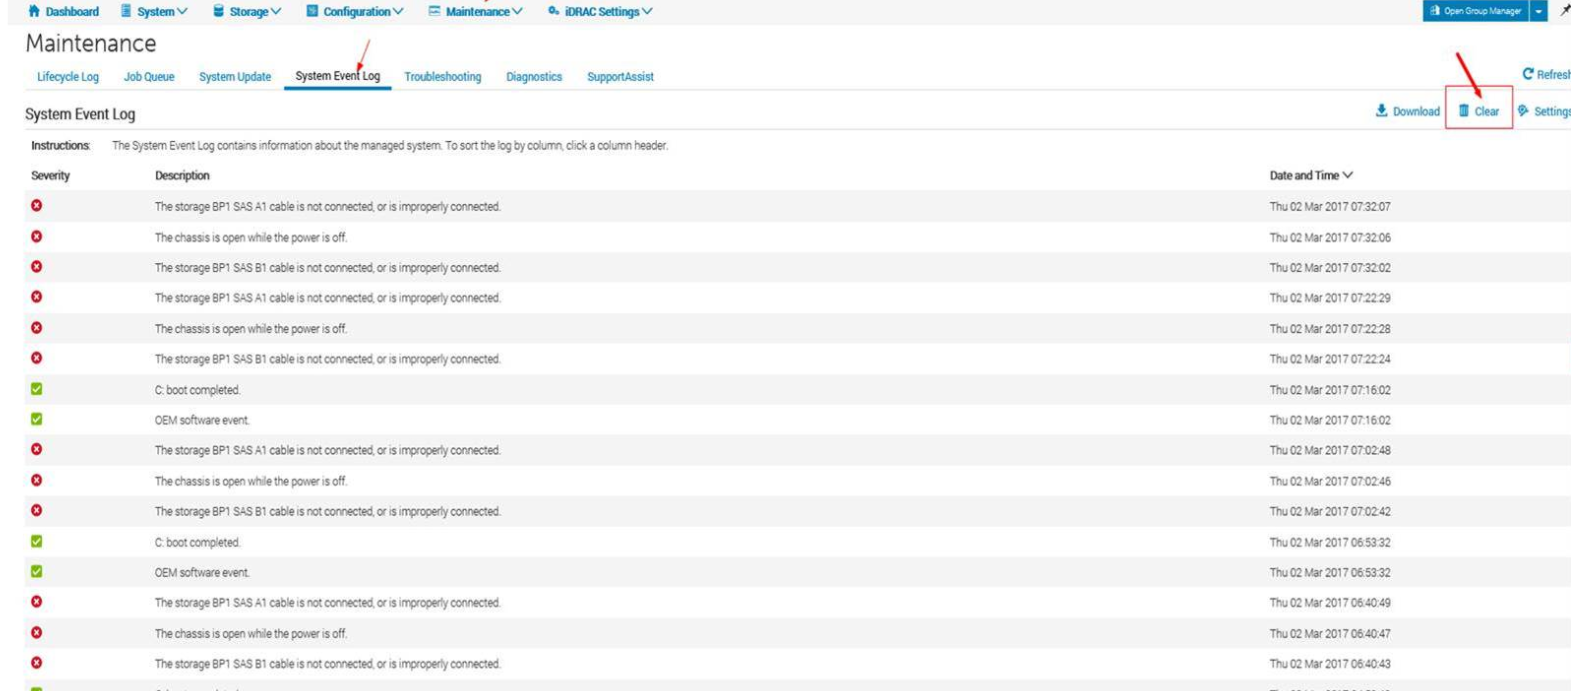 Dashboard System Storage Configuration Maintenance iDRAC Settings Open Group Manager
Maintenance
Lifecycle Log Job Queue System Update System Event Log Troubleshooting Diagnostics SupportAssist Refresh
System Event Log Download Clear Settings
Instructions: The System Event Log contains information about the managed system. To sort the log by column, click a column header.
Severity Description Date and Time
The storage BP1 SAS A1 cable is not connected, or is improperly connected. Thu 02 Mar 2017 07:32:07
The chassis is open while the power is off. Thu 02 Mar 2017 07:32:06
The storage BP1 SAS B1 cable is not connected, or is improperly connected. Thu 02 Mar 2017 07:32:02
The storage BP1 SAS A1 cable is not connected, or is improperly connected. Thu 02 Mar 2017 07:22:29
The chassis is open while the power is off. Thu 02 Mar 2017 07:22:28
The storage BP1 SAS B1 cable is not connected, or is improperly connected. Thu 02 Mar 2017 07:22:24
C: boot completed. Thu 02 Mar 2017 07:16:02
OEM software event. Thu 02 Mar 2017 07:16:02
The storage BP1 SAS A1 cable is not connected, or is improperly connected. Thu 02 Mar 2017 07:02:48
The chassis is open while the power is off. Thu 02 Mar 2017 07:02:46
The storage BP1 SAS B1 cable is not connected, or is improperly connected. Thu 02 Mar 2017 07:02:42
C: boot completed. Thu 02 Mar 2017 06:53:32
OEM software event. Thu 02 Mar 2017 06:53:32
The storage BP1 SAS A1 cable is not connected, or is improperly connected. Thu 02 Mar 2017 06:40:49
The chassis is open while the power is off. Thu 02 Mar 2017 06:40:47
The storage BP1 SAS B1 cable is not connected, or is improperly connected. Thu 02 Mar 2017 06:40:43